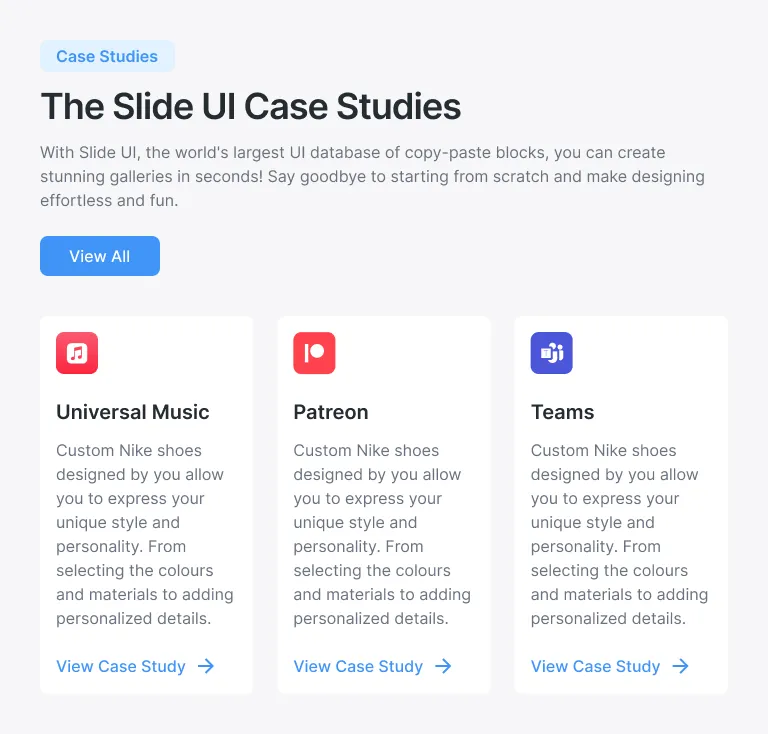 Case Studies
The Slide UI Case Studies
With Slide UI, the world's largest UI database of copy-paste blocks, you can create
stunning galleries in seconds! Say goodbye to starting from scratch and make designing
effortless and fun.
View All
Universal Music
Custom Nike shoes
designed by you allow
you to express your
unique style and
personality. From
selecting the colours
and materials to adding
personalized details.
View Case Study
Patreon
Custom Nike shoes
designed by you allow
you to express your
unique style and
personality. From
selecting the colours
and materials to adding
personalized details.
View Case Study
Teams
Custom Nike shoes
designed by you allow
you to express your
unique style and
personality. From
selecting the colours
and materials to adding
personalized details.
View Case Study